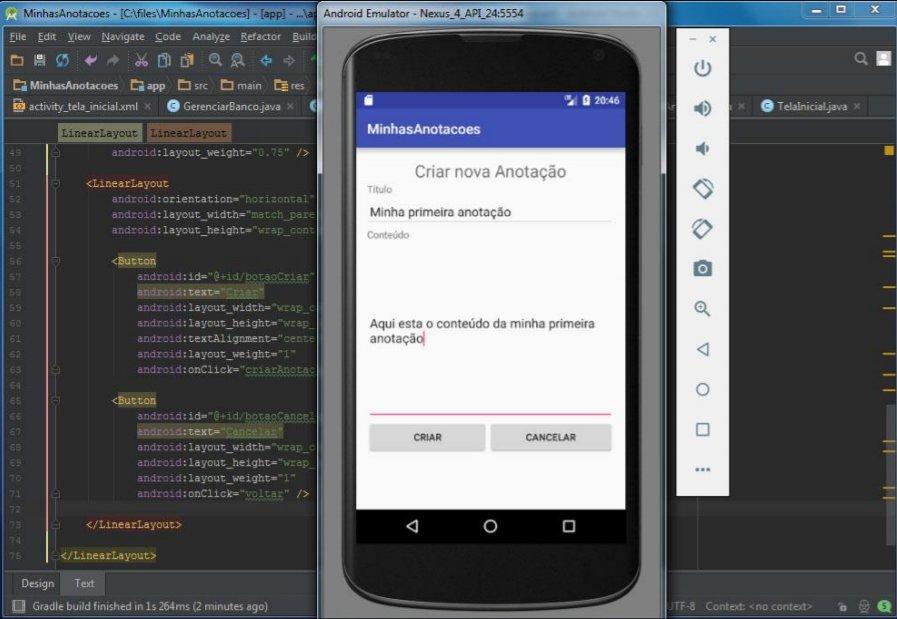 MinhasAnotacoes - [C:\files\MinhasAnotacoes] - [app] - ...\ap
File Edit View Navigate Code Analyze Refactor Build
MinhasAnotacoes app src main res
activity_tela_inicial.xml GerenciarBanco.java TelaInicial.java
LinearLayout LinearLayout
49 android:layout_weight="0.75" />
50
51 <LinearLayout
52 android:orientation="horizontal"
53 android:layout_width="match_pare
54 android:layout_height="wrap_cont
55
56 <Button
57 android:id="@+id/botaoCriar"
58 android:text="Criar"
59 android:layout_width="wrap_c
60 android:layout_height="wrap_
61 android:textAlignment="cente
62 android:layout_weight="1"
63 android:onClick="criarAnotac
64
65 <Button
66 android:id="@+id/botaoCancel
67 android:text="Cancelar"
68 android:layout_width="wrap_c
69 android:layout_height="wrap_
70 android:layout_weight="1"
71 android:onClick="voltar" />
72
73 </LinearLayout>
74
75 </LinearLayout>
Design Text
Gradle build finished in 1s 264ms (2 minutes ago)
UTF-8 Context: <no context>
Android Emulator - Nexus_4_API_24:5554
20:46
MinhasAnotacoes
Criar nova Anotação
Título
Minha primeira anotação
Conteúdo
Aqui esta o conteúdo da minha primeira
anotação
CRIAR CANCELAR